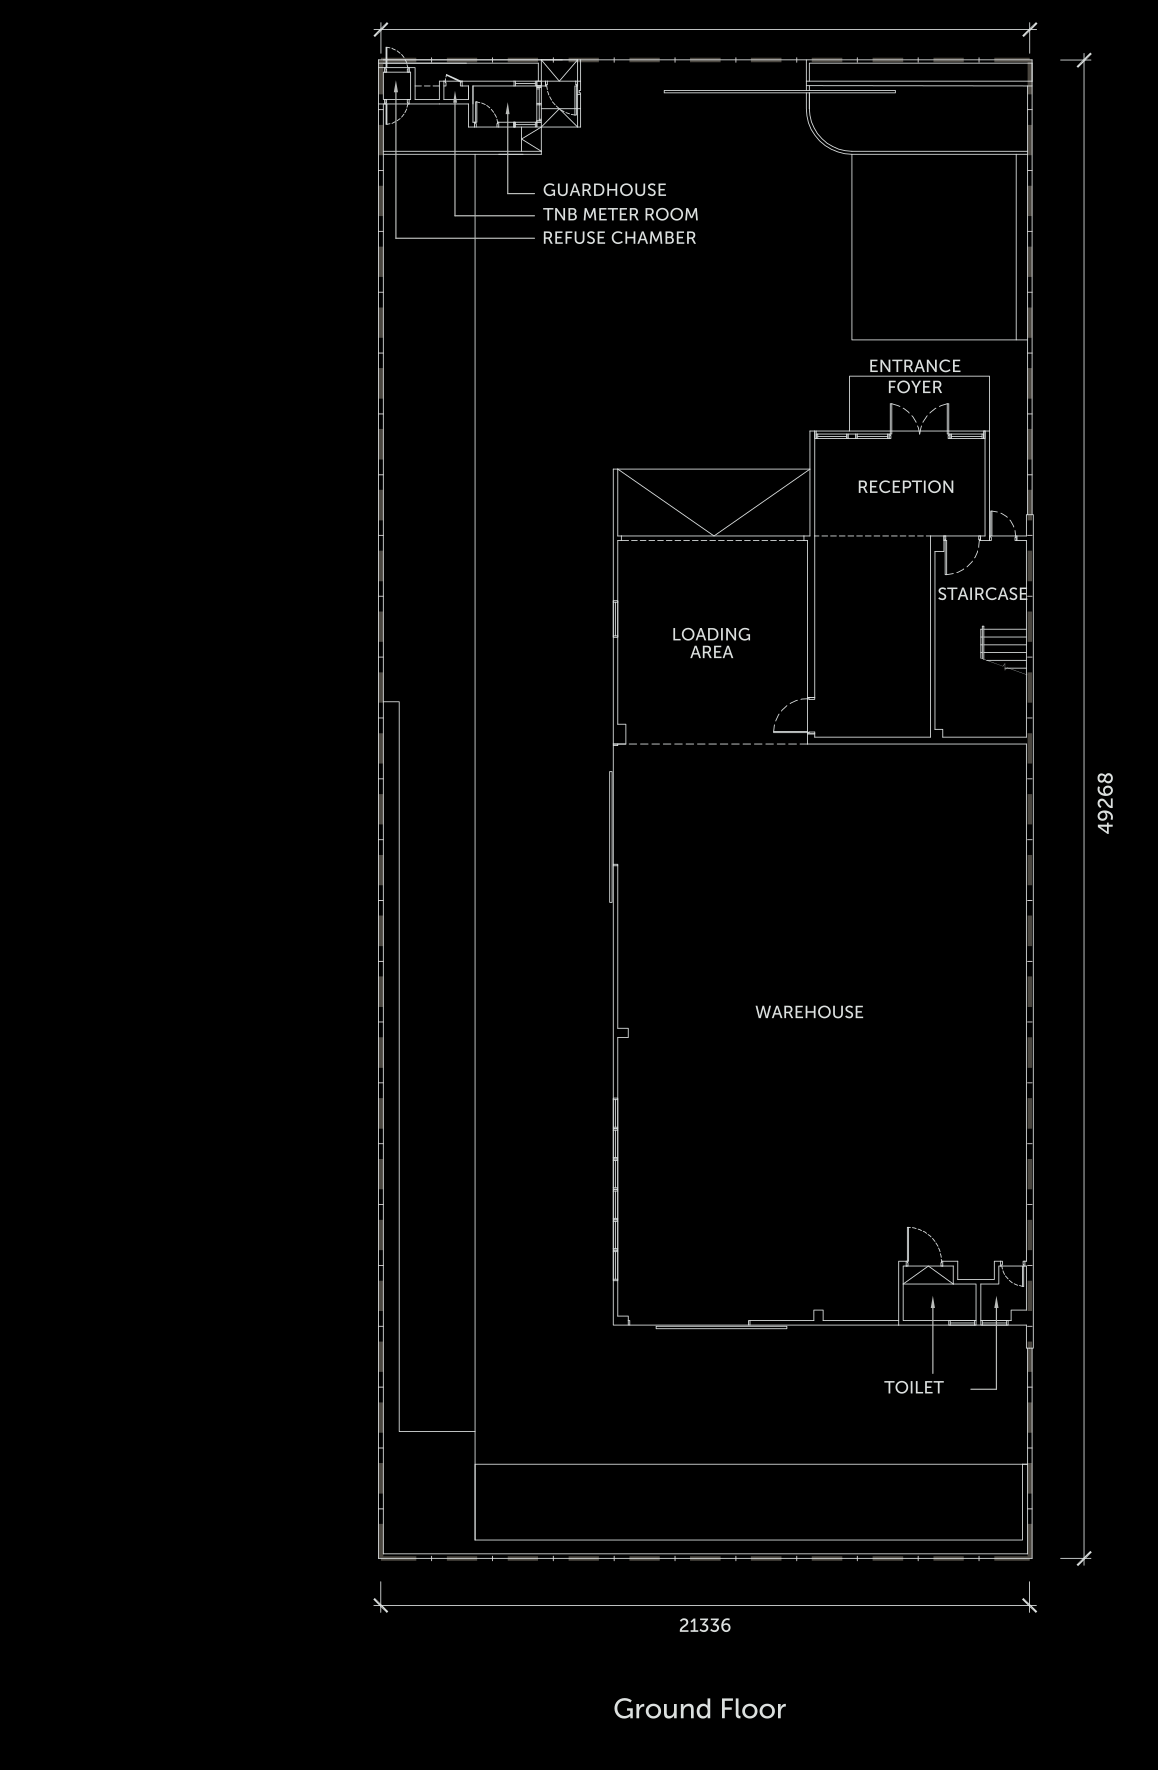 GUARDHOUSE
TNB METER ROOM
REFUSE CHAMBER
ENTRANCE
FOYER
RECEPTION
STAIRCASE
LOADING
AREA
49268
WAREHOUSE
TOILET
21336
Ground Floor